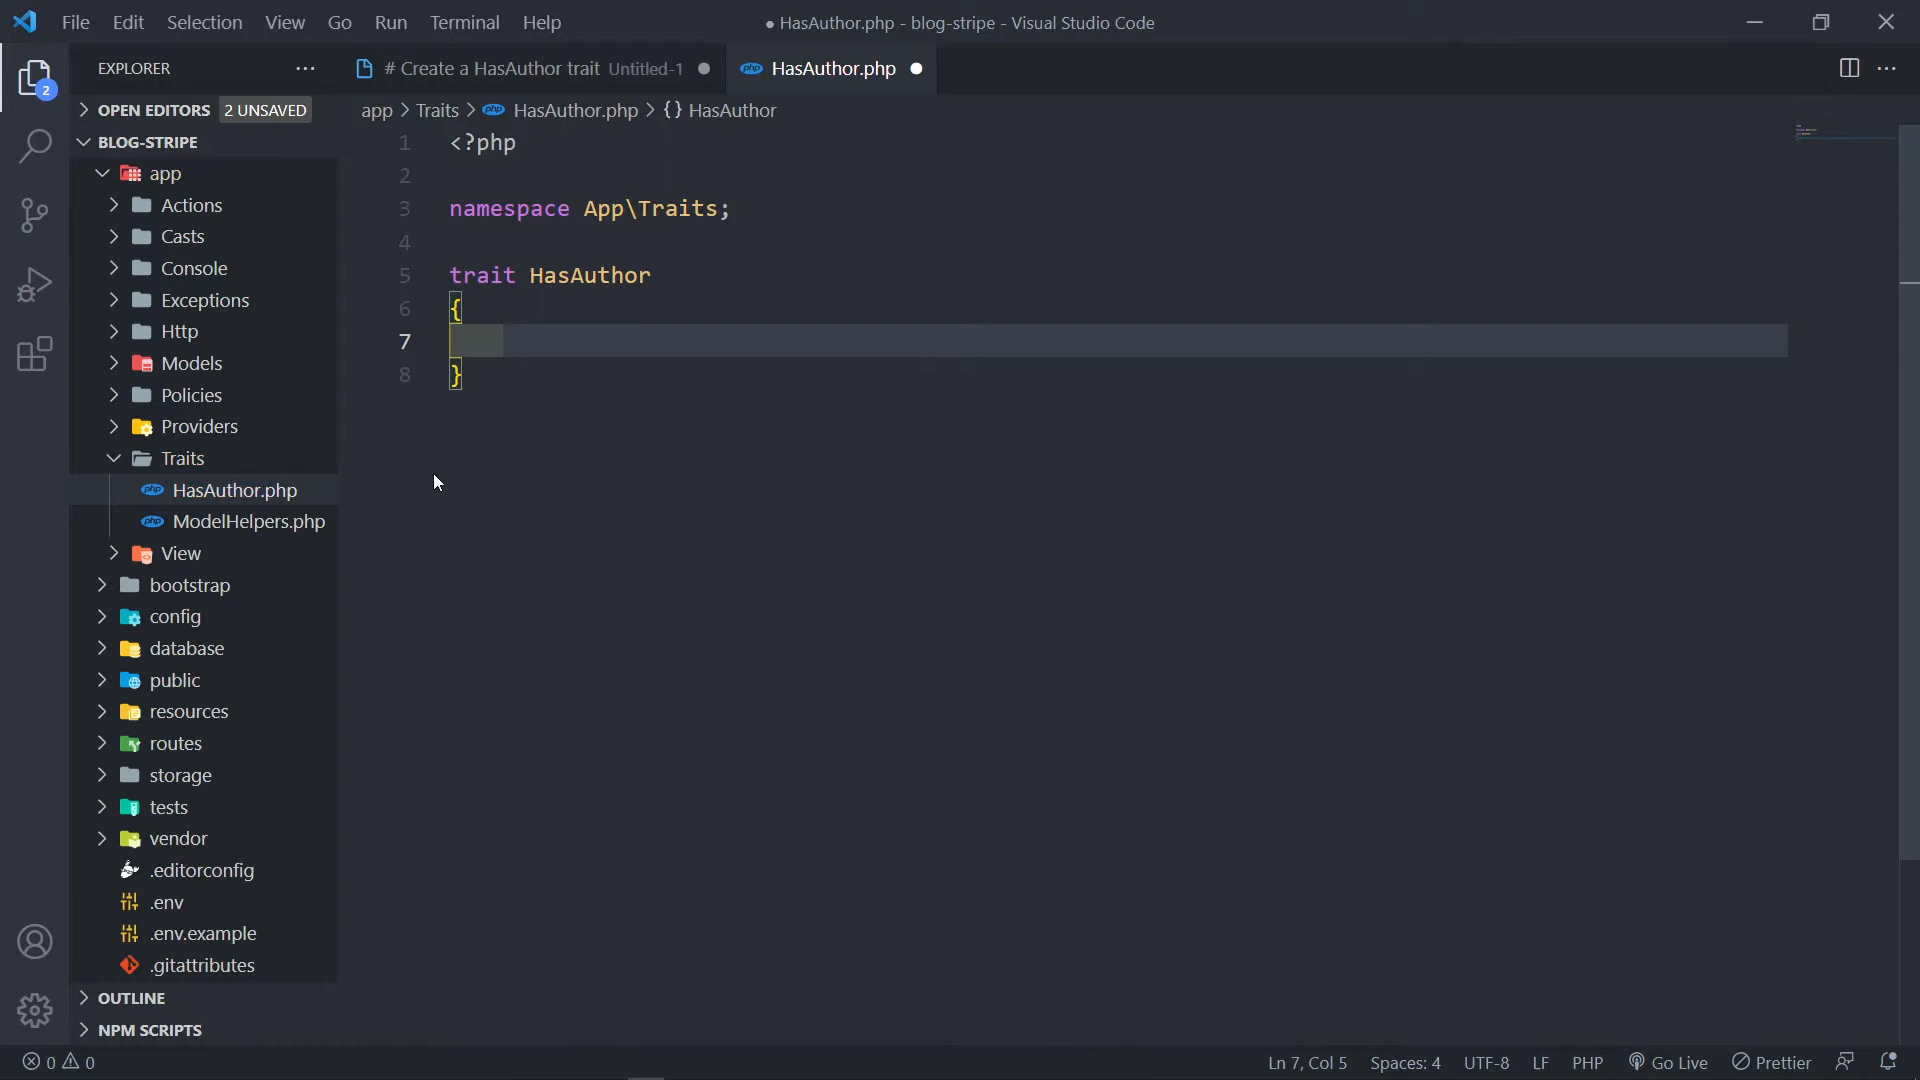 File Edit Selection View Go Run Terminal Help
● HasAuthor.php - blog-stripe - Visual Studio Code
EXPLORER
# Create a HasAuthor trait Untitled-1
HasAuthor.php
OPEN EDITORS 2 UNSAVED
app > Traits > HasAuthor.php > {} HasAuthor
2
BLOG-STRIPE
app
Actions
Casts
Console
Exceptions
Http
Models
Policies
Providers
Traits
HasAuthor.php
ModelHelpers.php
View
bootstrap
config
database
public
resources
routes
storage
tests
vendor
.editorconfig
.env
.env.example
.gitattributes
OUTLINE
NPM SCRIPTS
1 <?php
2
3 namespace App\Traits;
4
5 trait HasAuthor
6 {
7
8 }
0 0
Ln 7, Col 5 Spaces: 4 UTF-8 LF PHP Go Live Prettier